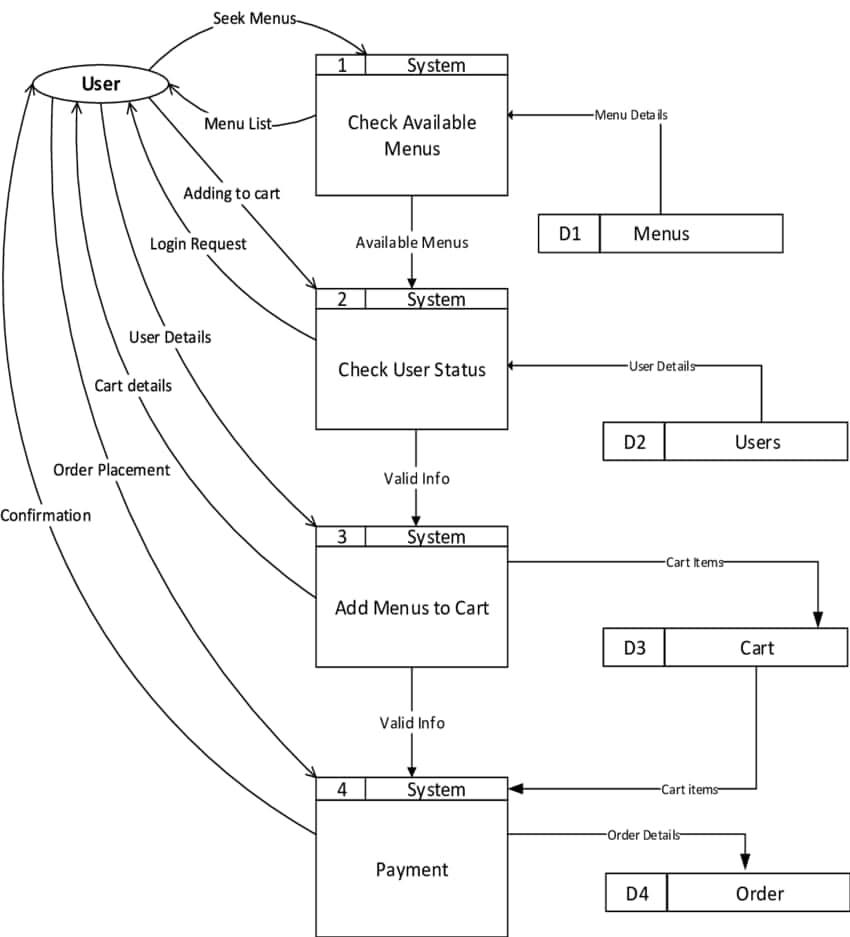 Seek Menus
1 System
User
Menu Details
Menu List
Check Available
Menus
Adding to cart
D1 Menus
Login Request
Available Menus
2 System
User Details
Check User Status
User Details
Cart details
D2 Users
Order Placement
Valid Info
Confirmation
3 System
Cart Items
Add Menus to Cart
D3 Cart
Valid Info
4 System
Cart items
Order Details
Payment
D4 Order